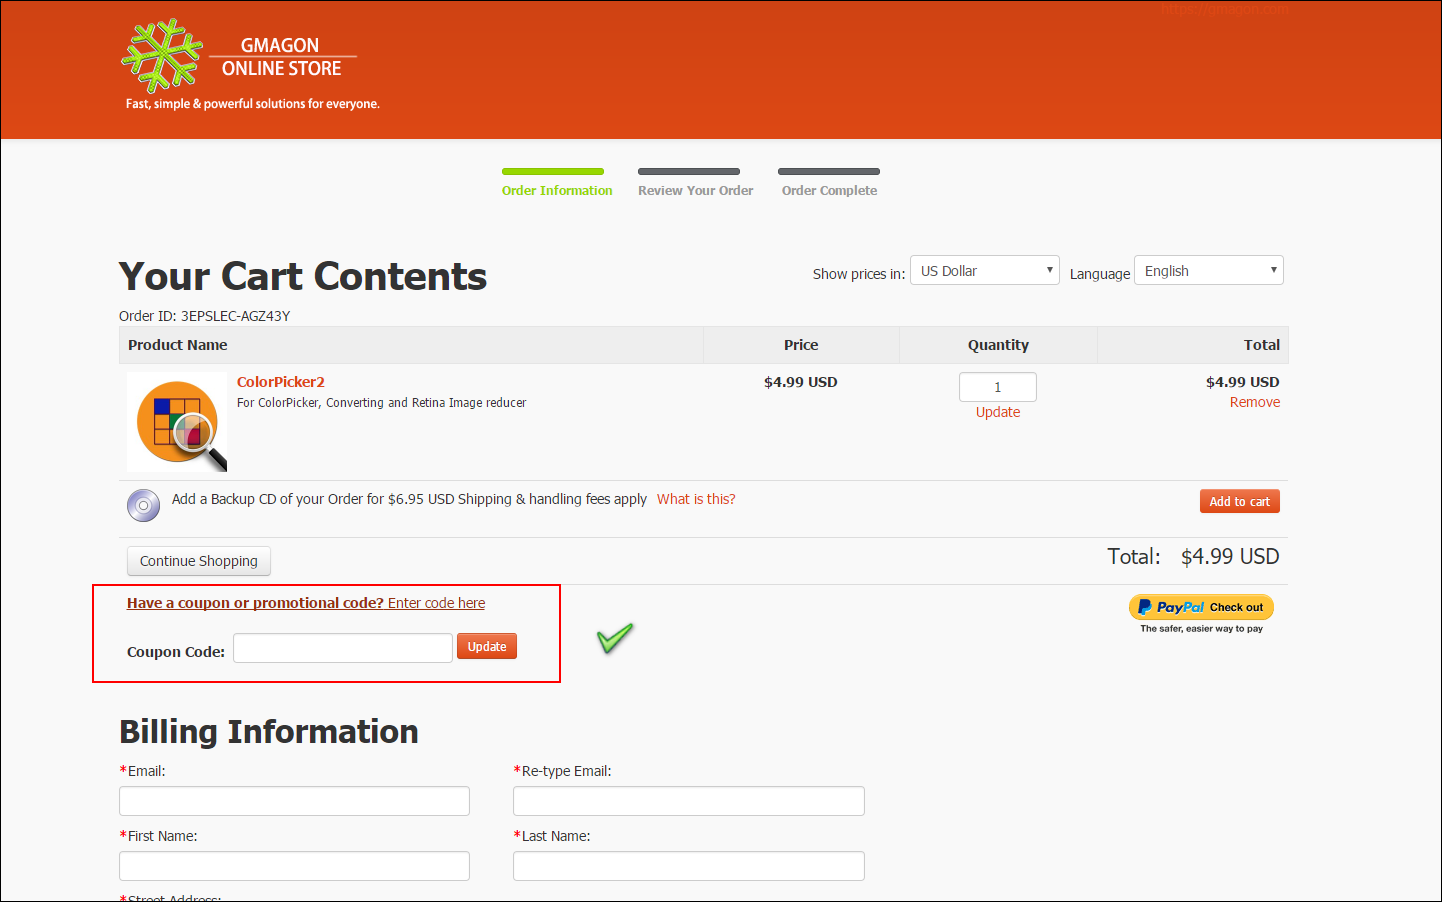 https://gmagon.com
GMAGON
ONLINE STORE
Fast, simple & powerful solutions for everyone.
Order Information Review Your Order Order Complete
Your Cart Contents
Show prices in: US Dollar Language English
Order ID: 3EPSLEC-AGZ43Y
Product Name Price Quantity Total
ColorPicker2 $4.99 USD 1 $4.99 USD
For ColorPicker, Converting and Retina Image reducer
Update Remove
Add a Backup CD of your Order for $6.95 USD Shipping & handling fees apply What is this? Add to cart
Continue Shopping Total: $4.99 USD
Have a coupon or promotional code? Enter code here
PayPal Check out
The safer, easier way to pay
Coupon Code: Update
Billing Information
*Email: *Re-type Email:
*First Name: *Last Name:
*Street Address: